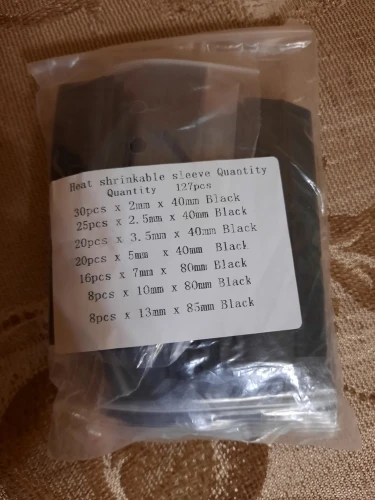 Heat shrinkable sleeve Quantity
Quantity 127pcs
30pcs x 2mm x 40mm Black
25pcs x 2.5mm x 40mm Black
20pcs x 3.5mm x 40mm Black
20pcs x 5mm x 40mm Black
16pcs x 7mm x 80mm Black
8pcs x 10mm x 80mm Black
8pcs x 13mm x 85mm Black